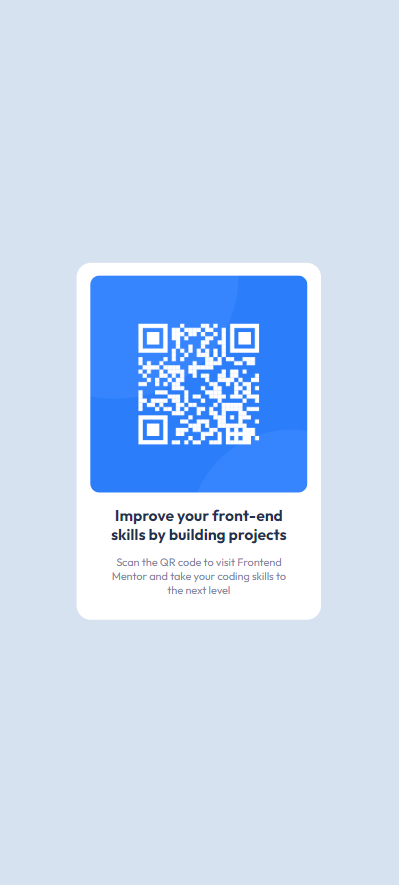 Improve your front-end
skills by building projects
Scan the QR code to visit Frontend
Mentor and take your coding skills to
the next level